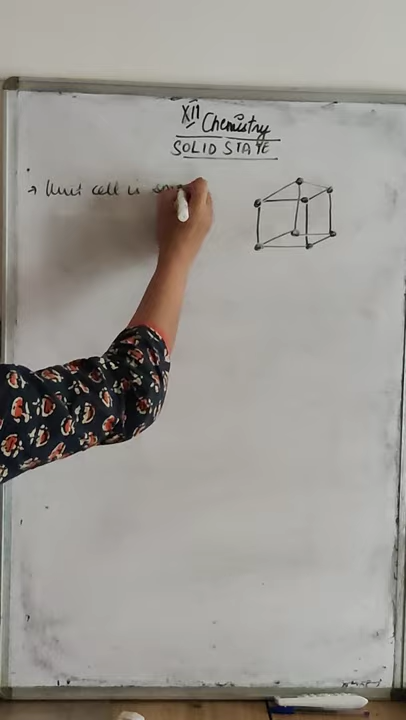 XII
Chemistry
SOLID STATE
→ Unit cell is